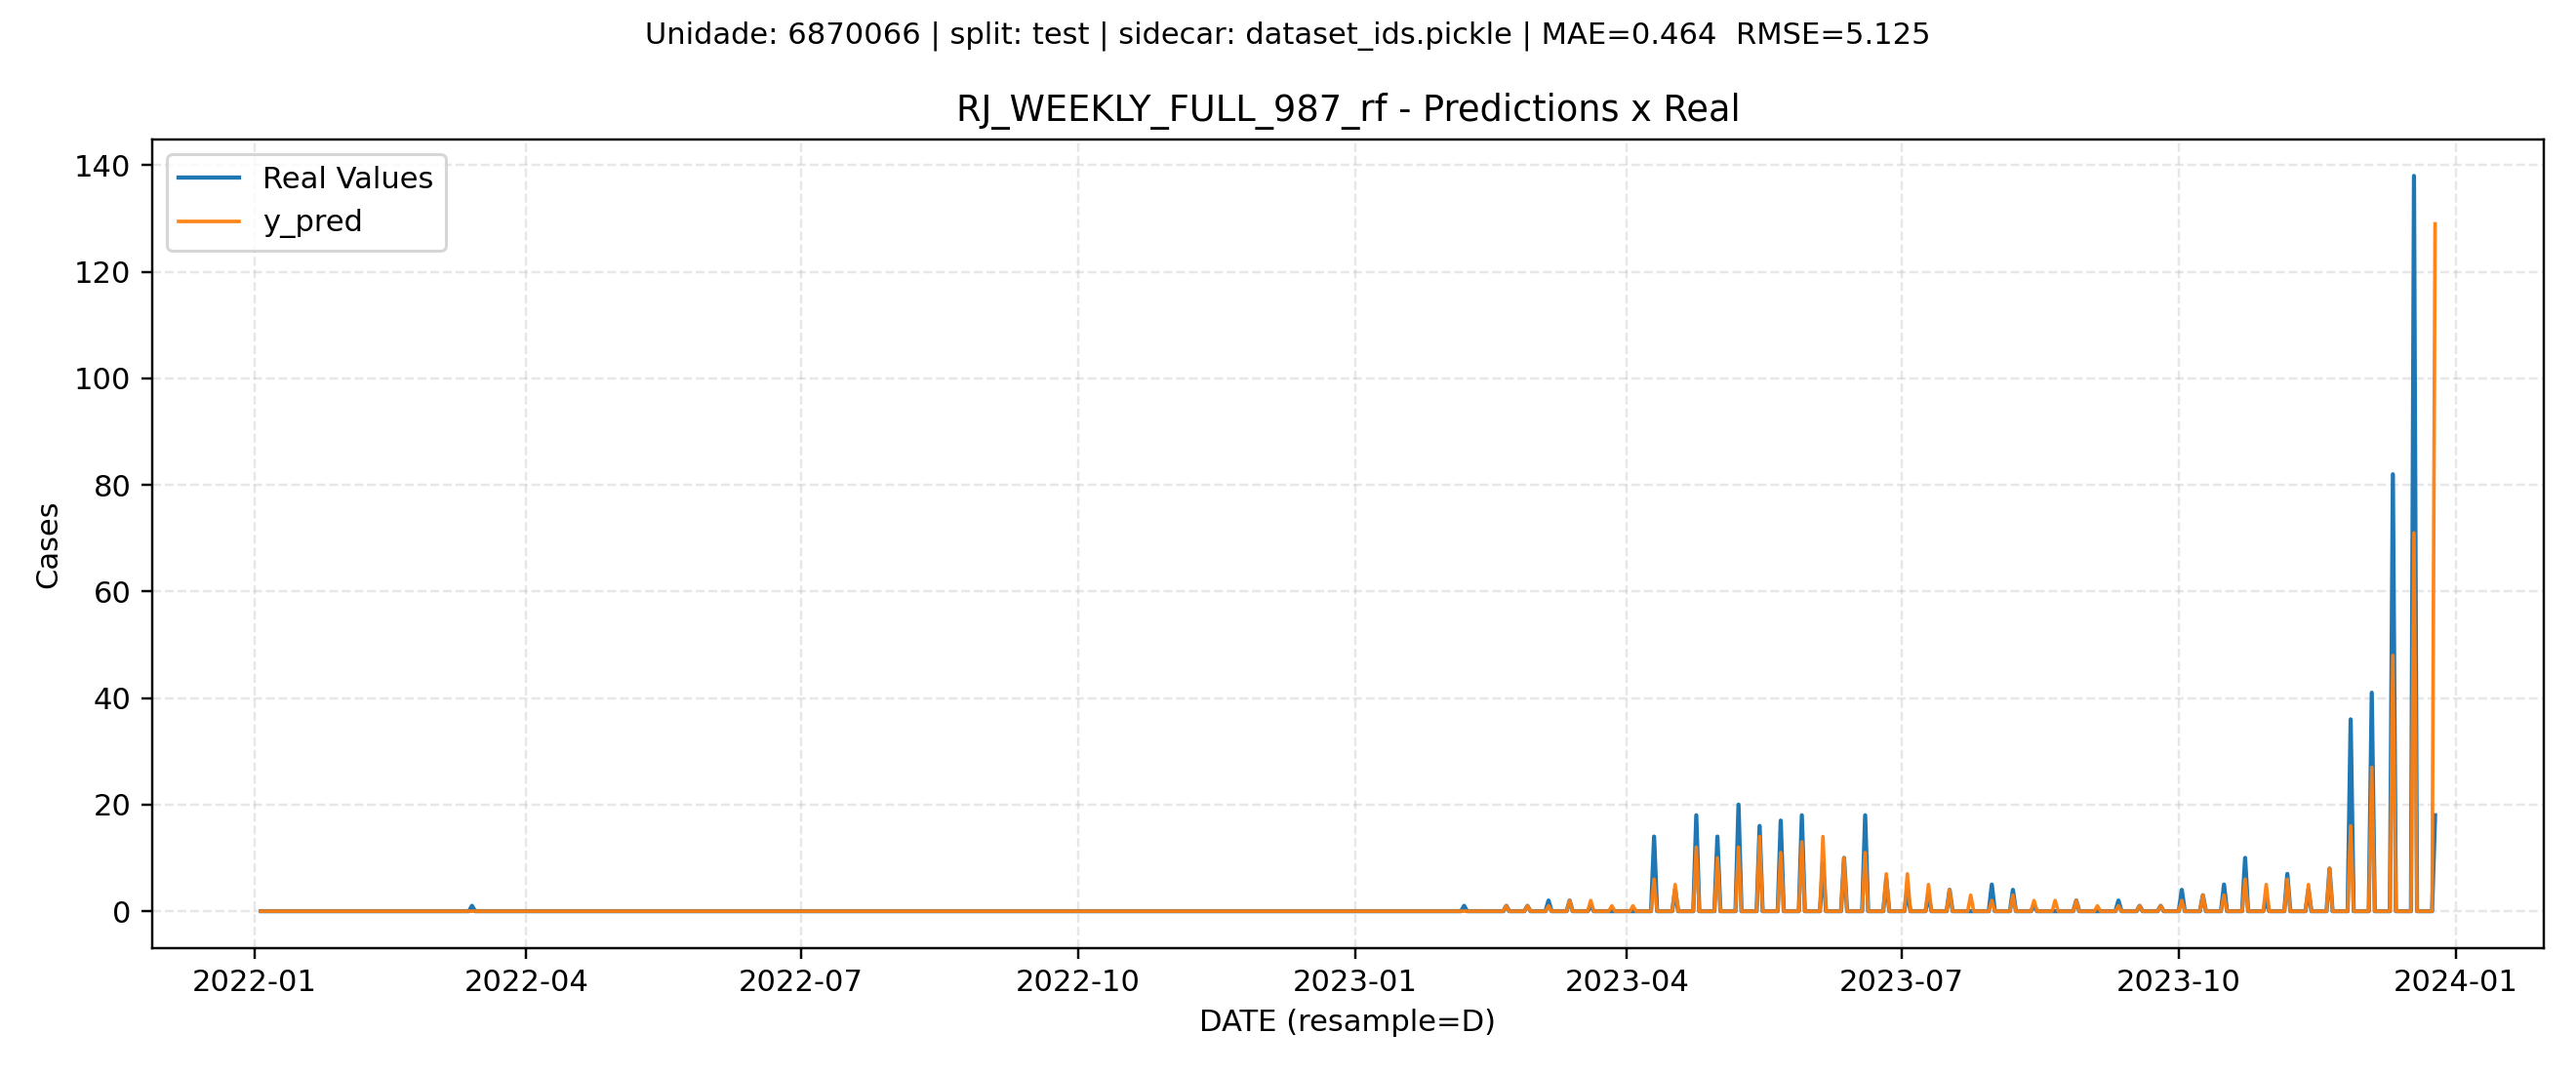 Unidade: 6870066 | split: test | sidecar: dataset_ids.pickle | MAE=0.464  RMSE=5.125
RJ_WEEKLY_FULL_987_rf - Predictions x Real
Real Values
y_pred
140
120
100
80
60
40
20
0
Cases
2022-01
2022-04
2022-07
2022-10
2023-01
2023-04
2023-07
2023-10
2024-01
DATE (resample=D)